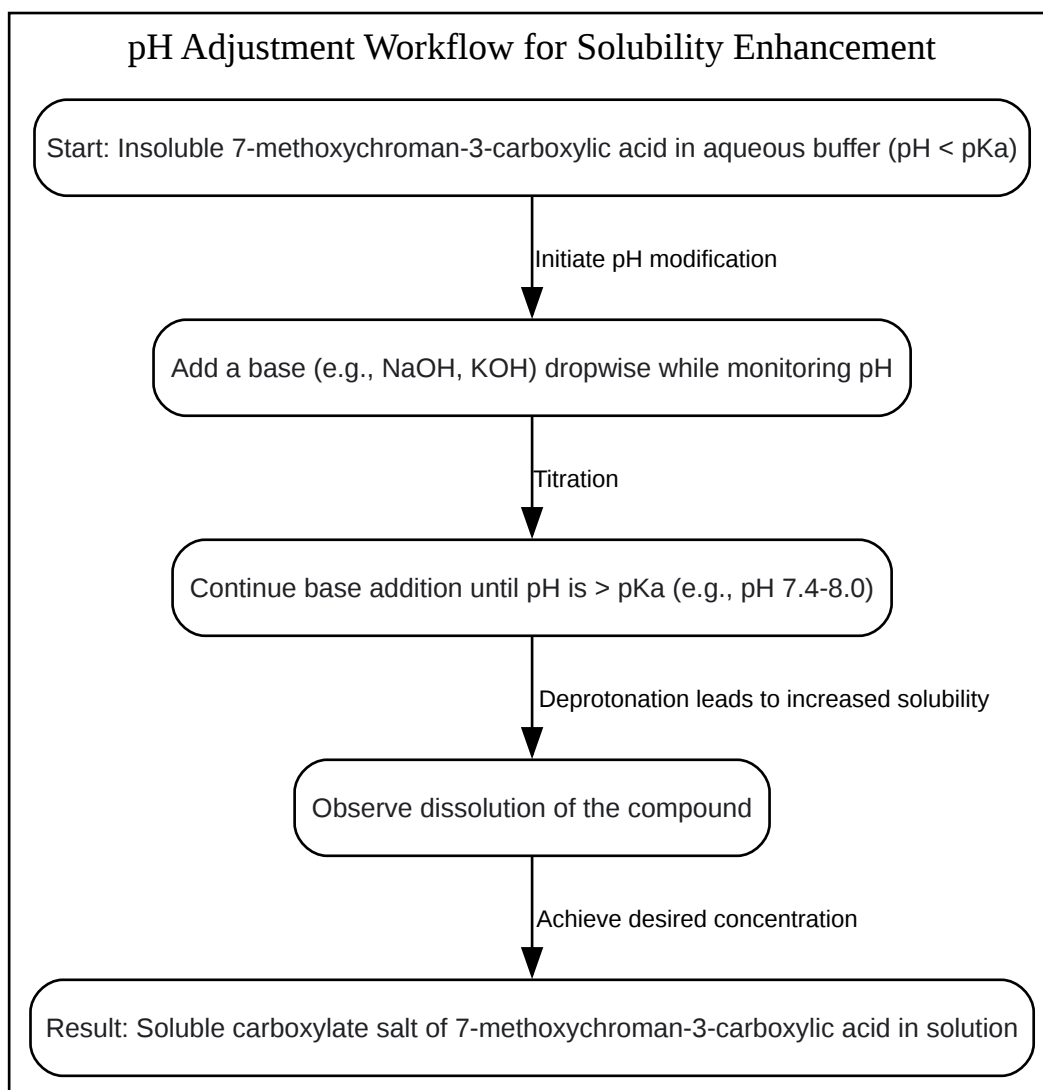 pH Adjustment Workflow for Solubility Enhancement
Start: Insoluble 7-methoxychroman-3-carboxylic acid in aqueous buffer (pH < pKa)
Initiate pH modification
Add a base (e.g., NaOH, KOH) dropwise while monitoring pH
Titration
Continue base addition until pH is > pKa (e.g., pH 7.4-8.0)
Deprotonation leads to increased solubility
Observe dissolution of the compound
Achieve desired concentration
Result: Soluble carboxylate salt of 7-methoxychroman-3-carboxylic acid in solution